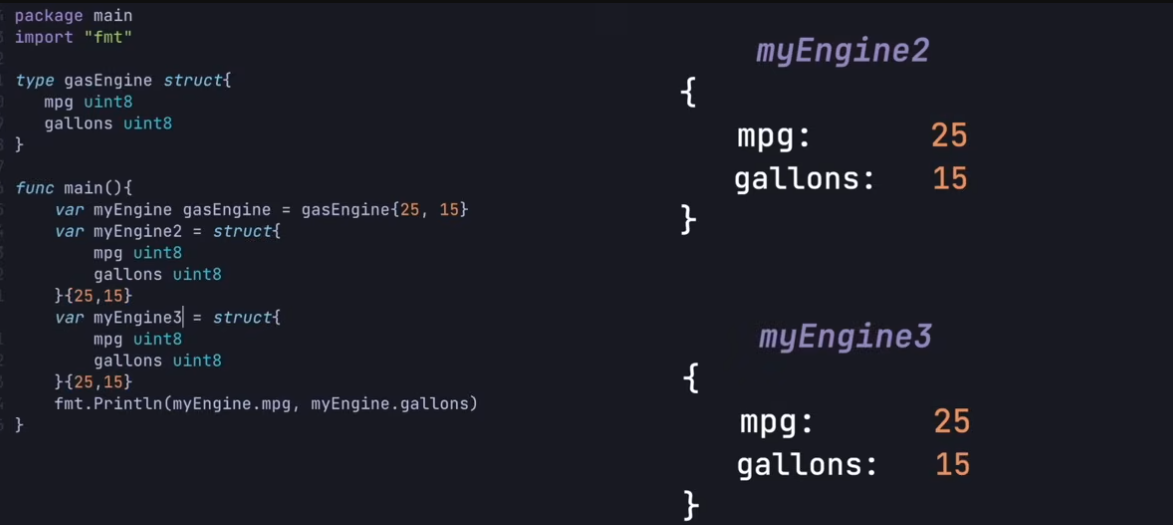 package main
import "fmt"
type gasEngine struct{
    mpg uint8
    gallons uint8
}
func main(){
    var myEngine gasEngine = gasEngine{25, 15}
    var myEngine2 = struct{
        mpg uint8
        gallons uint8
    }{25,15}
    var myEngine3 = struct{
        mpg uint8
        gallons uint8
    }{25,15}
    fmt.Println(myEngine.mpg, myEngine.gallons)
}
myEngine2
{
mpg: 25
gallons: 15
}
myEngine3
{
mpg: 25
gallons: 15
}